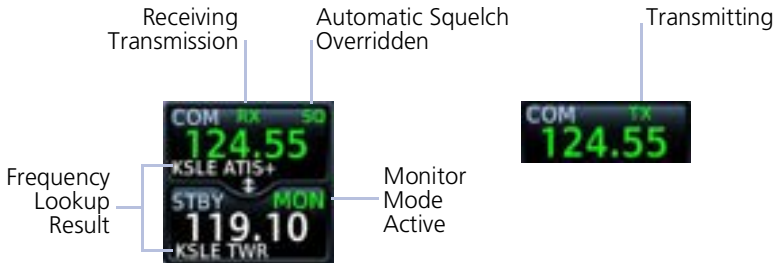 Receiving
Transmission
Automatic Squelch
Overridden
Transmitting
COM RX SQ
124.55
KSLE ATIS+
STBY MON
119.10
KSLE TWR
COM TX
124.55
Frequency
Lookup
Result
Monitor
Mode
Active